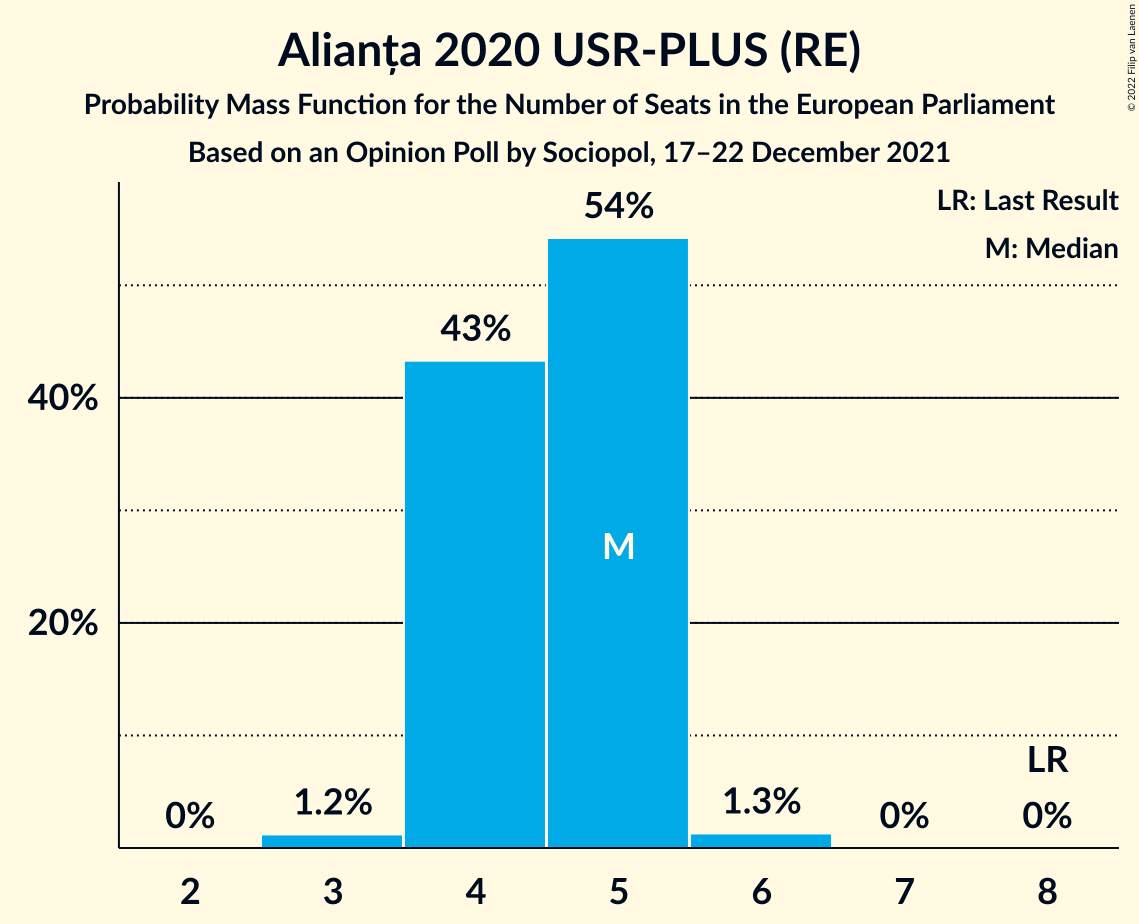 Alianța 2020 USR-PLUS (RE)
Probability Mass Function for the Number of Seats in the European Parliament
Based on an Opinion Poll by Sociopol, 17–22 December 2021
© 2022 Filip van Laenen
LR: Last Result
M: Median
54%
43%
40%
M
20%
LR
0%
1.2%
1.3%
0%
0%
2
3
4
5
6
7
8